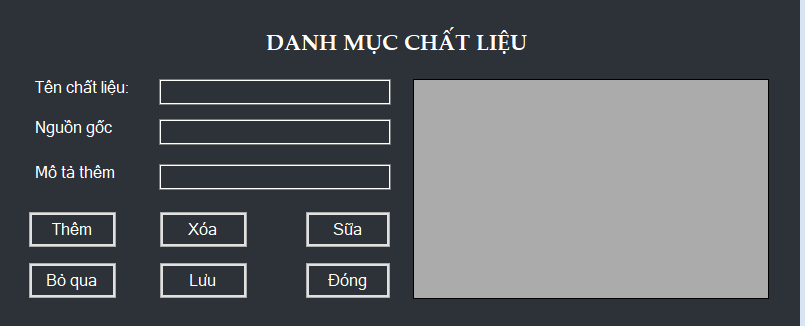 DANH MỤC CHẤT LIỆU
Tên chất liệu:
Nguồn gốc
Mô tả thêm
Thêm Xóa Sữa
Bỏ qua Lưu Đóng